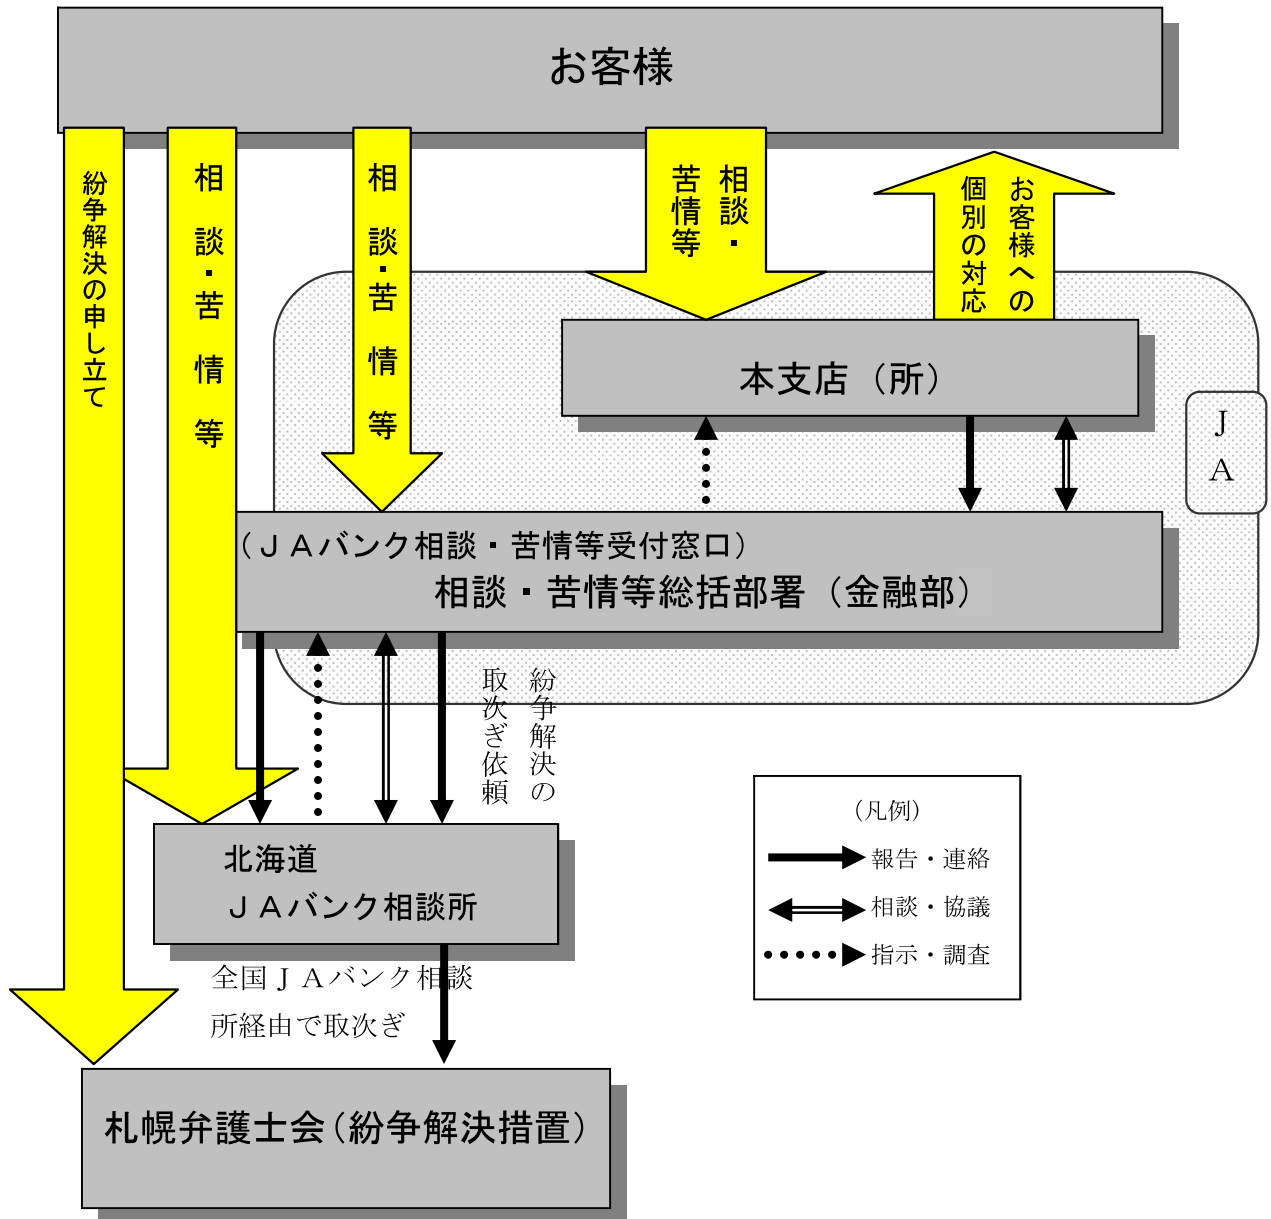 お客様
紛争解決の申し立て
相談・苦情等
相談・苦情等
相談・
苦情等
お客様への
個別の対応
本支店（所）
ＪＡ
（ＪＡバンク相談・苦情等受付窓口）
相談・苦情等総括部署（金融部）
紛争解決の
取次ぎ依頼
北海道
ＪＡバンク相談所
全国ＪＡバンク相談
所経由で取次ぎ
札幌弁護士会（紛争解決措置）
（凡例）
報告・連絡
相談・協議
指示・調査